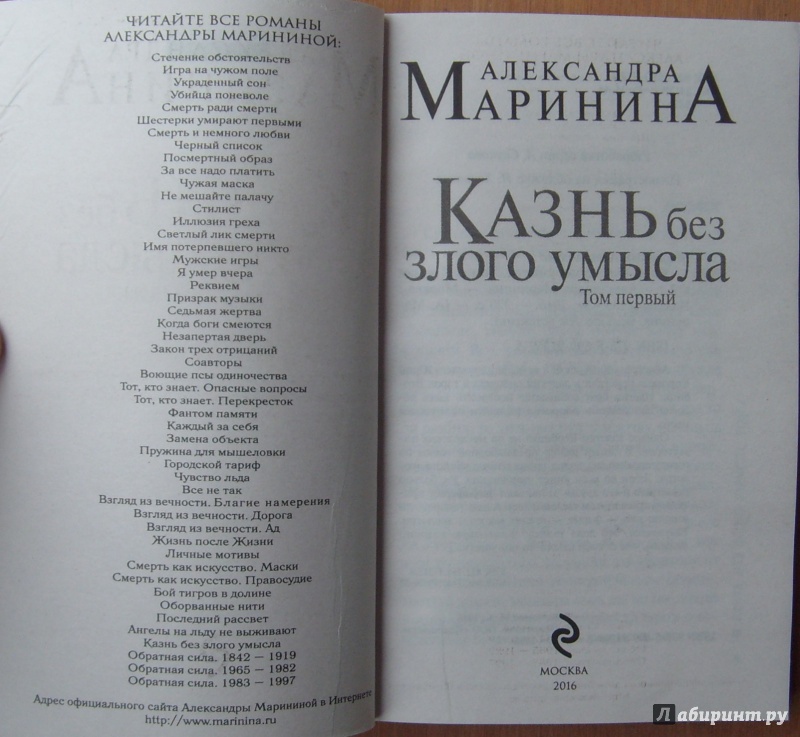 ЧИТАЙТЕ ВСЕ РОМАНЫ
АЛЕКСАНДРЫ МАРИНИНОЙ:
Стечение обстоятельств
Игра на чужом поле
Украденный сон
Убийца поневоле
Смерть ради смерти
Шестерки умирают первыми
Смерть и немного любви
Черный список
Посмертный образ
За все надо платить
Чужая маска
Не мешайте палачу
Стилист
Иллюзия греха
Светлый лик смерти
Имя потерпевшего никто
Мужские игры
Я умер вчера
Реквием
Призрак музыки
Седьмая жертва
Когда боги смеются
Незапертая дверь
Закон трех отрицаний
Соавторы
Воющие псы одиночества
Тот, кто знает. Опасные вопросы
Тот, кто знает. Перекресток
Фантом памяти
Каждый за себя
Замена объекта
Пружина для мышеловки
Городской тариф
Чувство льда
Все не так
Взгляд из вечности. Благие намерения
Взгляд из вечности. Дорога
Взгляд из вечности. Ад
Жизнь после Жизни
Личные мотивы
Смерть как искусство. Маски
Смерть как искусство. Правосудие
Бой тигров в долине
Оборванные нити
Последний рассвет
Ангелы на льду не выживают
Казнь без злого умысла
Обратная сила. 1842 — 1919
Обратная сила. 1965 — 1982
Обратная сила. 1983 — 1997
Адрес официального сайта Александры Марининой в Интернете
http://www.marinina.ru
АЛЕКСАНДРА
МАРИНИНА
КАЗНЬ без
злого умысла
Том первый
МОСКВА
2016
Лабиринт.ру